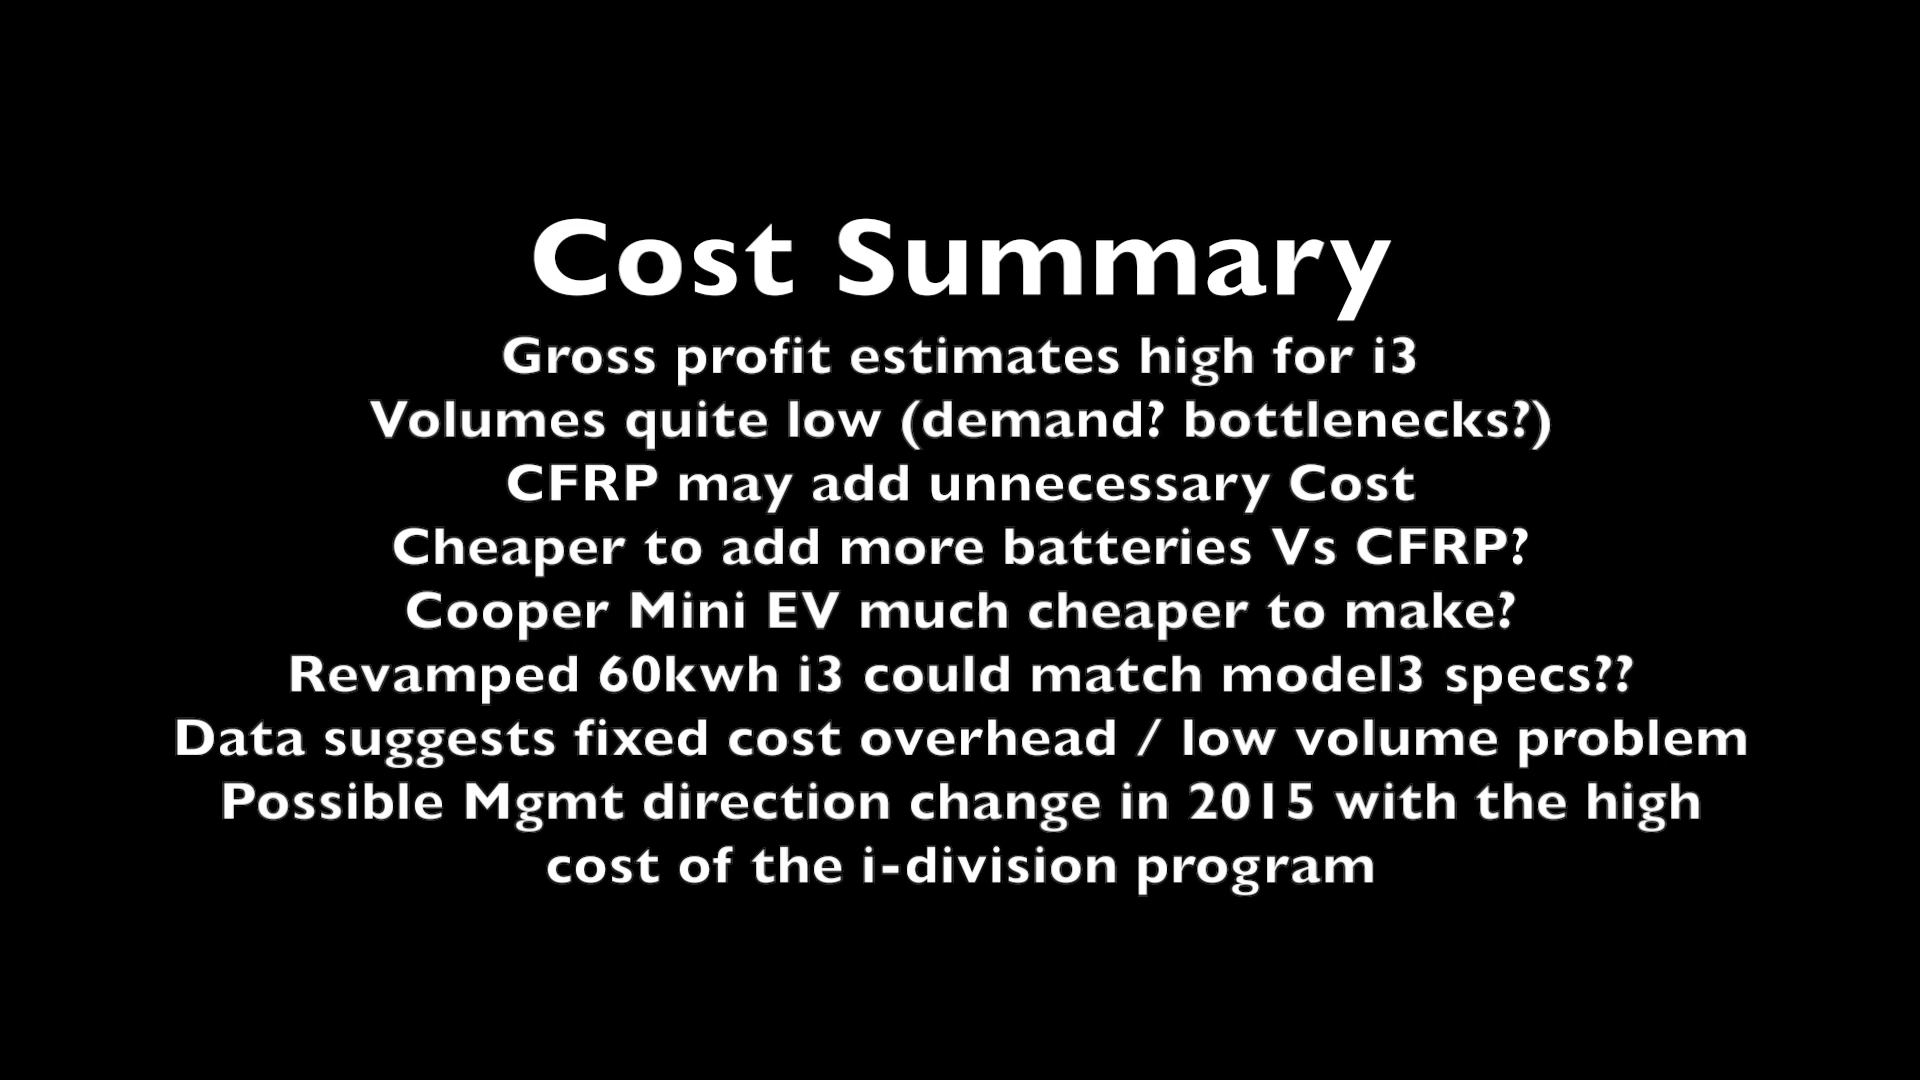 Cost Summary
Gross profit estimates high for i3
Volumes quite low (demand? bottlenecks?)
CFRP may add unnecessary Cost
Cheaper to add more batteries Vs CFRP?
Cooper Mini EV much cheaper to make?
Revamped 60kwh i3 could match model3 specs??
Data suggests fixed cost overhead / low volume problem
Possible Mgmt direction change in 2015 with the high
cost of the i-division program